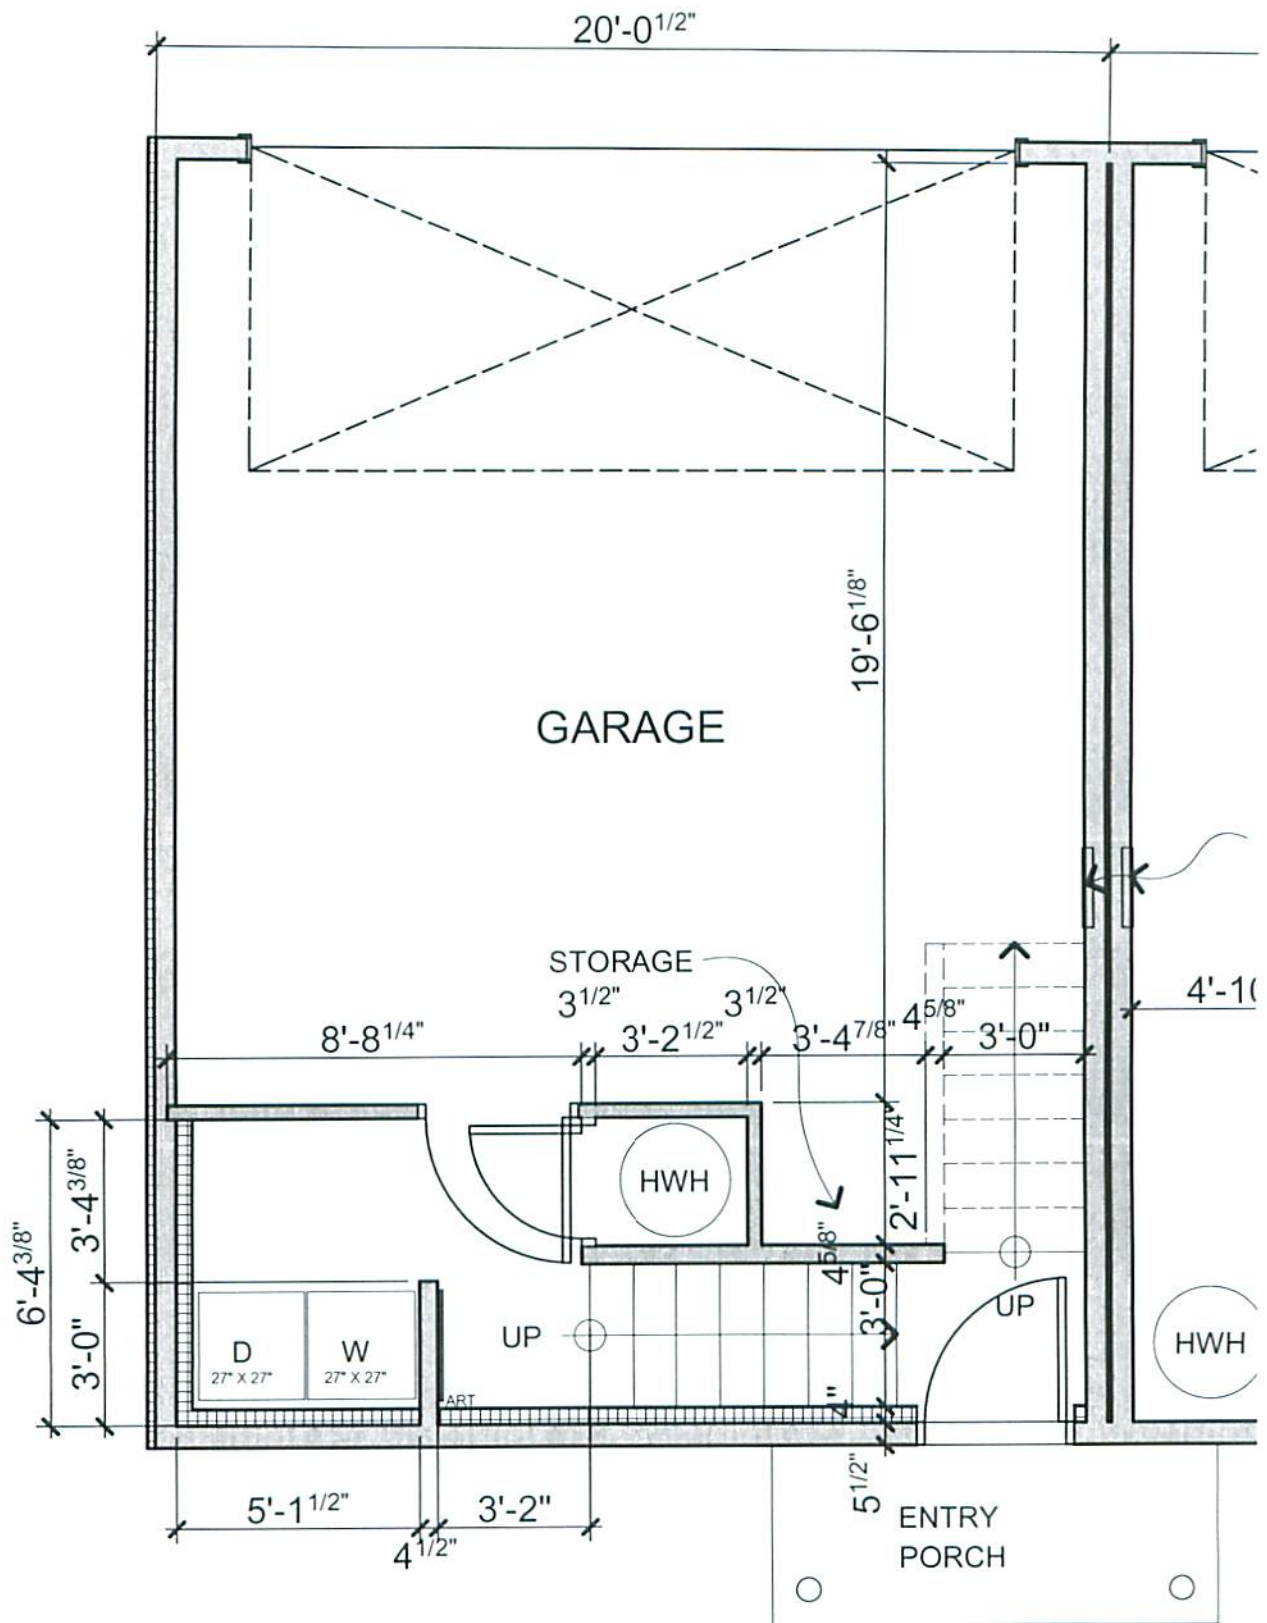 20'-0 1/2"
19'-6 1/8"
GARAGE
STORAGE
3 1/2"
3 1/2"
4 5/8"
4'-10
8'-8 1/4"
3'-2 1/2"
3'-4 7/8"
3'-0"
6'-4 3/8"
3'-4 3/8"
3'-0"
HWH
2'-11 1/4"
4 5/8"
3'-0"
UP
UP
HWH
D
27" X 27"
W
27" X 27"
ART
4"
5'-1 1/2"
4 1/2"
3'-2"
5 1/2"
ENTRY
PORCH